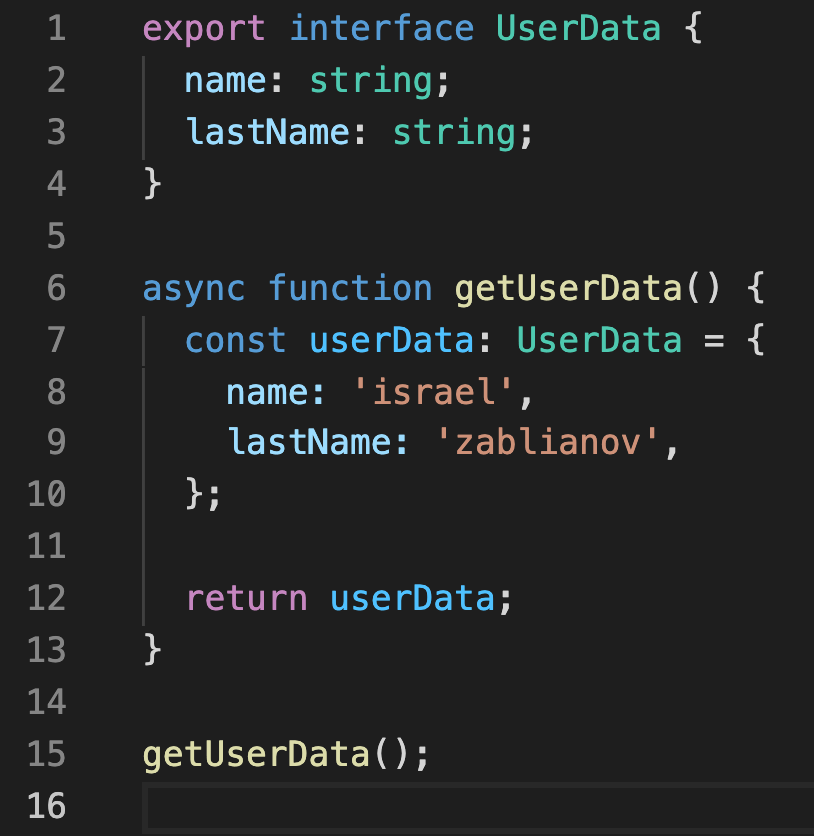 1 export interface UserData {
2   name: string;
3   lastName: string;
4 }
5
6 async function getUserData() {
7   const userData: UserData = {
8     name: 'israel',
9     lastName: 'zablianov',
10   };
11
12   return userData;
13 }
14
15 getUserData();
16